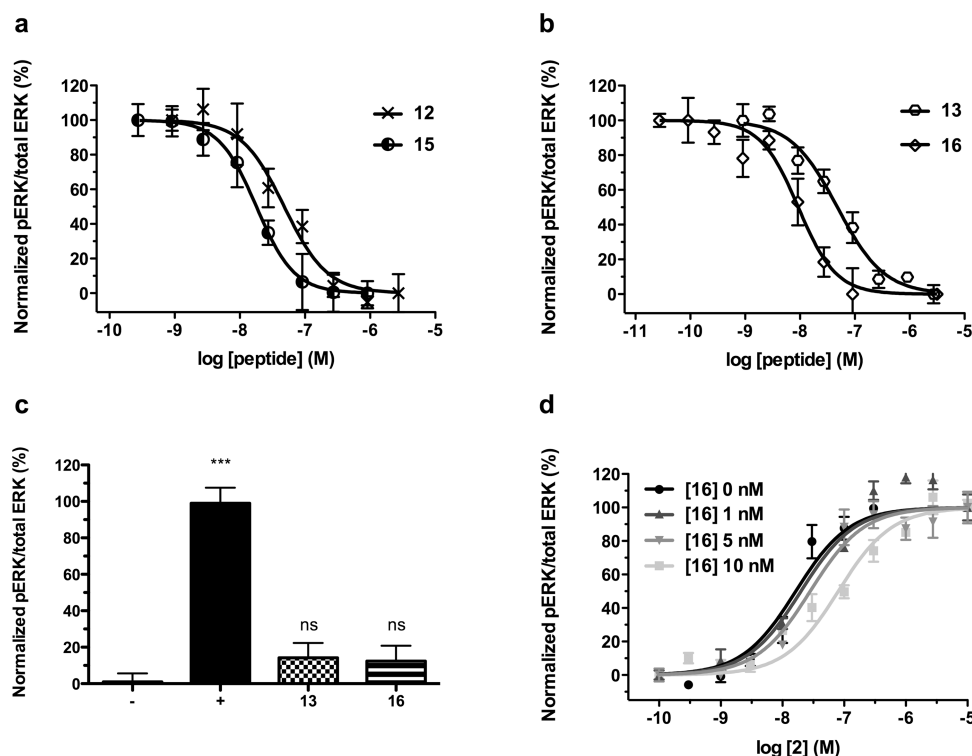 a
Normalized pERK/total ERK (%)
120
100
80
60
40
20
0
-10 -9 -8 -7 -6 -5
log [peptide] (M)
12
15
b
Normalized pERK/total ERK (%)
120
100
80
60
40
20
0
-11 -10 -9 -8 -7 -6 -5
log [peptide] (M)
13
16
c
Normalized pERK/total ERK (%)
120
100
80
60
40
20
0
***
ns
ns
- + 13 16
d
Normalized pERK/total ERK (%)
120
100
80
60
40
20
0
[16] 0 nM
[16] 1 nM
[16] 5 nM
[16] 10 nM
-10 -9 -8 -7 -6 -5
log [2] (M)